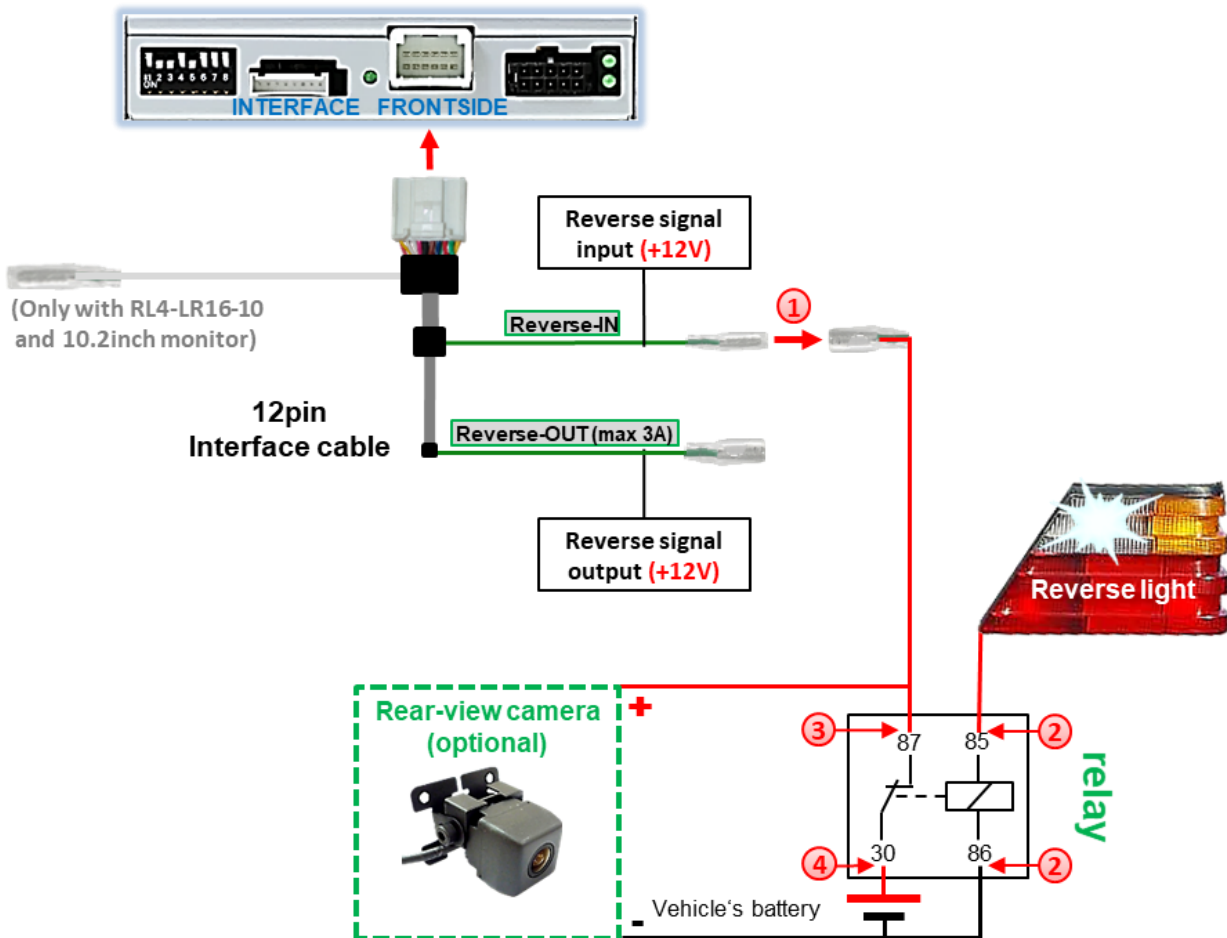 1 2 3 4 5 6 7 8
ON
INTERFACE FRONTSIDE
Reverse signal
input (+12V)
(Only with RL4-LR16-10
and 10.2inch monitor)
Reverse-IN
1
12pin
Interface cable
Reverse-OUT (max 3A)
Reverse signal
output (+12V)
Reverse light
Rear-view camera
(optional)
+
3
87
85
2
relay
4
30
86
2
-
Vehicle‘s battery